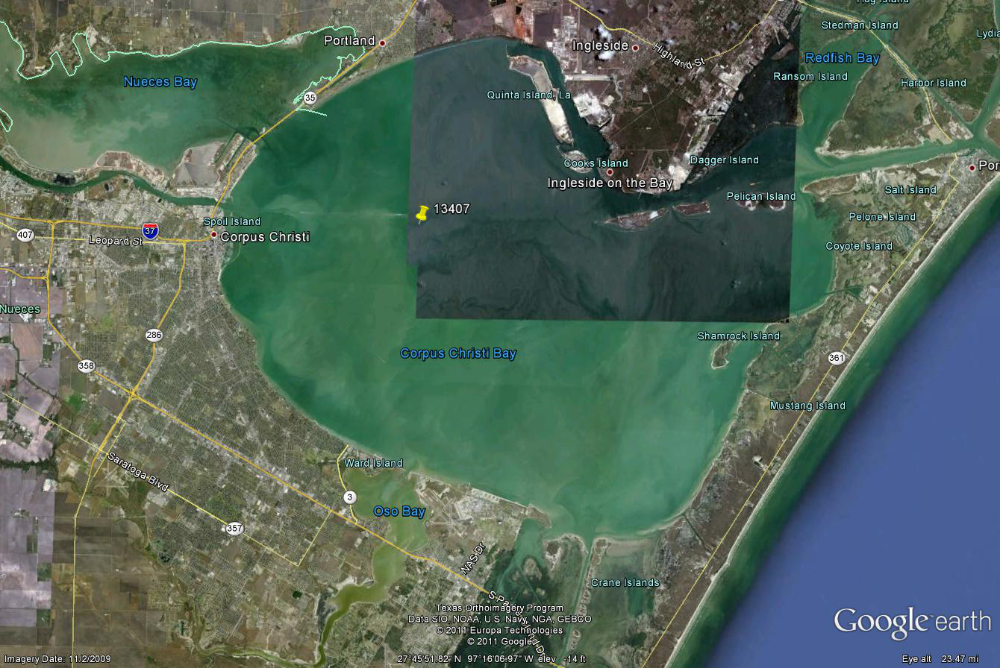 Hog Island
Stedman Island
Lydia
Portland
Ingleside
Highland St
Redfish Bay
Ransom Island
Harbor Island
Nueces Bay
35
Quinta Island, La
Cooks Island
Dagger Island
Ingleside on the Bay
Por
Salt Island
Pelican Island
13407
Pelone Island
Spoil Island
37
407
Leopard St
Corpus Christi
Coyote Island
Nueces
286
Shamrock Island
Corpus Christi Bay
361
358
Mustang Island
Saratoga Blvd
Ward Island
3
Oso Bay
357
NAS Dr
Crane Islands
Texas Orthoimagery Program
Data SIO, NOAA, U.S. Navy, NGA, GEBCO
© 2011 Europa Technologies
© 2011 Google
Google earth
Imagery Date: 11/2/2009
27°45'51.82" N 97°16'06.97" W elev -14 ft
Eye alt 23.47 mi